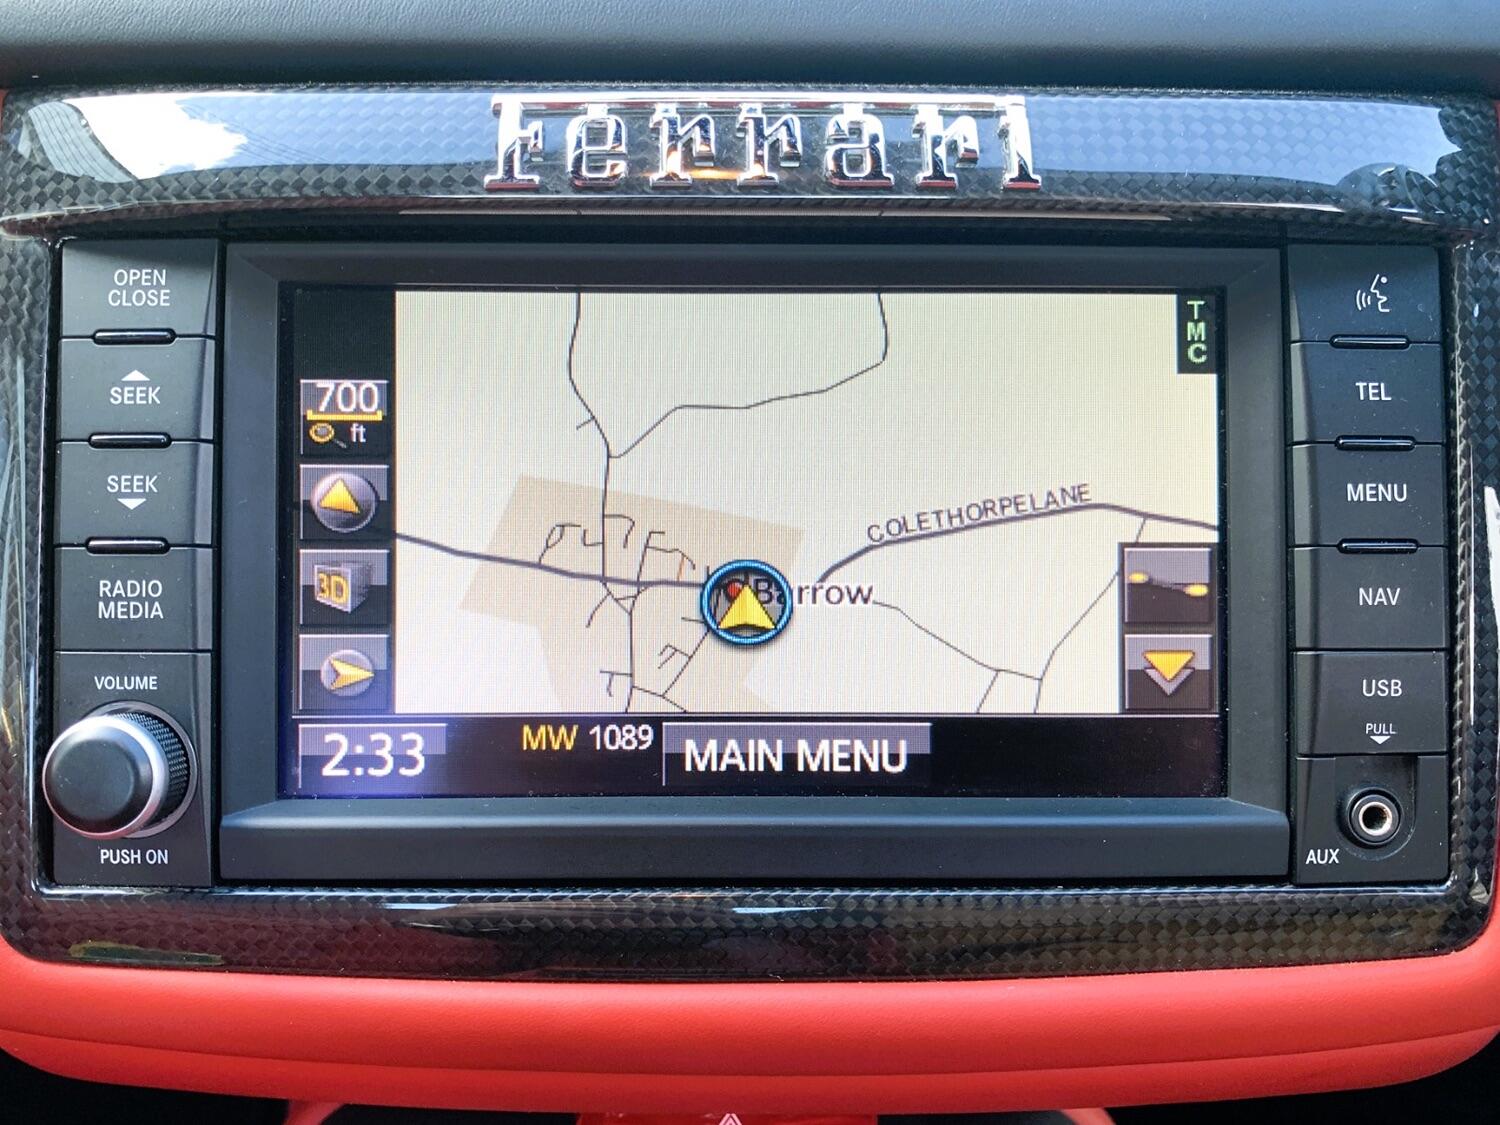 Ferrari
OPEN
CLOSE
SEEK
SEEK
RADIO
MEDIA
VOLUME
PUSH ON
700
ft
3D
TMC
COLETHORPELANE
Barrow
2:33
MW 1089
MAIN MENU
TEL
MENU
NAV
USB
PULL
AUX